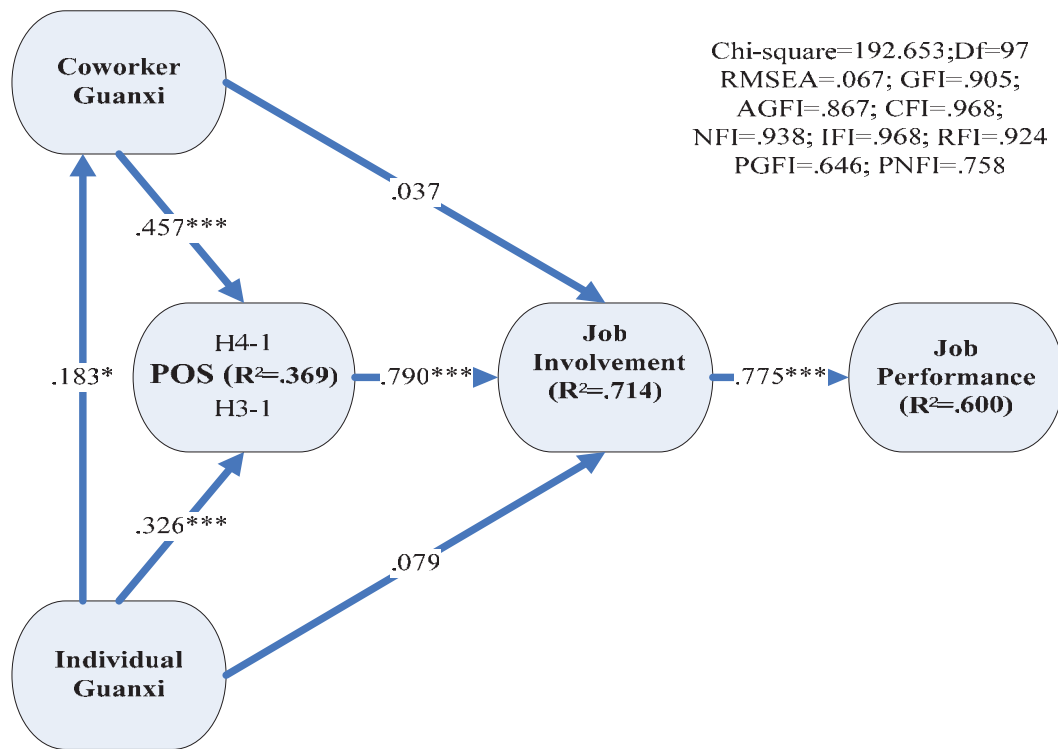 Coworker
Guanxi
Chi-square=192.653;Df=97
RMSEA=.067; GFI=.905;
AGFI=.867; CFI=.968;
NFI=.938; IFI=.968; RFI=.924
PGFI=.646; PNFI=.758
.037
.457***
H4-1
POS (R²=.369)
H3-1
.183*
.790***
Job
Involvement
(R²=.714)
.775***
Job
Performance
(R²=.600)
.326***
.079
Individual
Guanxi